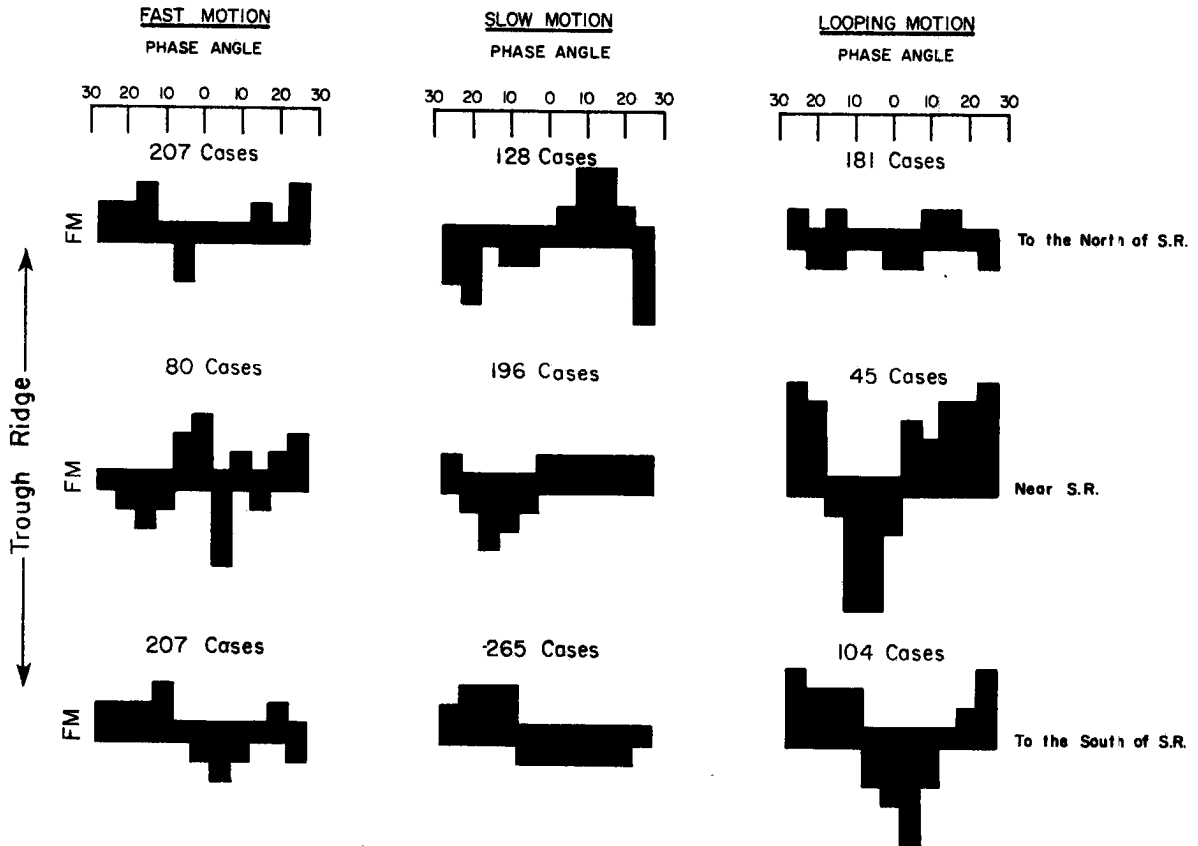 FAST MOTION
PHASE ANGLE
30 20 10 0 10 20 30
SLOW MOTION
PHASE ANGLE
30 20 10 0 10 20 30
LOOPING MOTION
PHASE ANGLE
30 20 10 0 10 20 30
207 Cases
128 Cases
181 Cases
FM
To the North of S.R.
80 Cases
196 Cases
45 Cases
FM
Near S.R.
207 Cases
-265 Cases
104 Cases
FM
To the South of S.R.
Trough Ridge